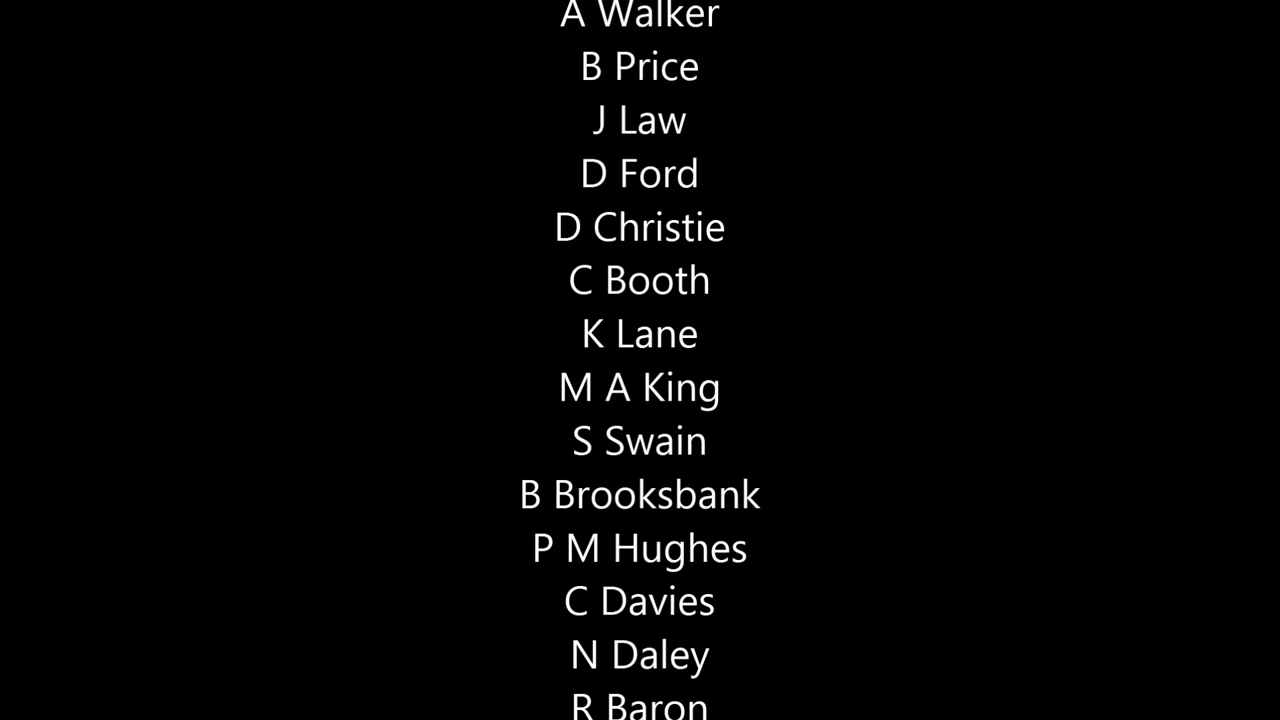 A Walker
B Price
J Law
D Ford
D Christie
C Booth
K Lane
M A King
S Swain
B Brooksbank
P M Hughes
C Davies
N Daley
R Baron